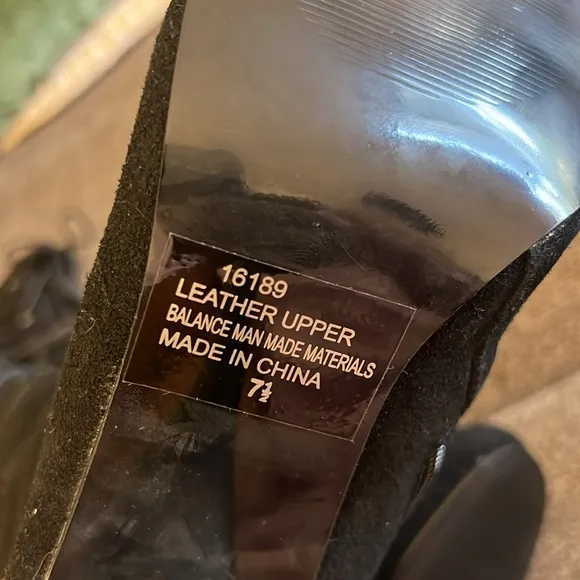 16189
LEATHER UPPER
BALANCE MAN MADE MATERIALS
MADE IN CHINA
7½